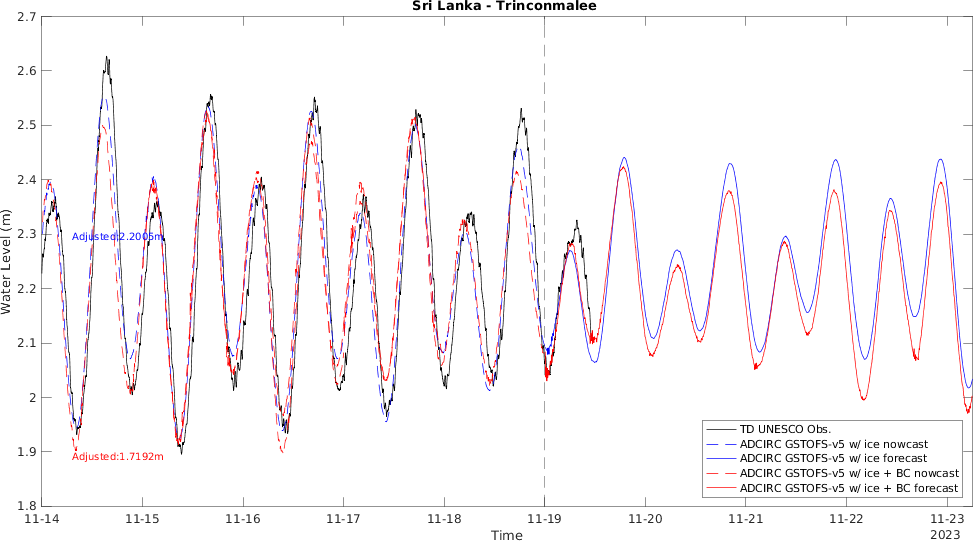 Sri Lanka - Trinconmalee
2.7
2.6
2.5
2.4
2.3
2.2
2.1
2
1.9
1.8
Water Level (m)
Adjusted:2.2005m
Adjusted:1.7192m
TD UNESCO Obs.
ADCIRC GSTOFS-v5 w/ ice nowcast
ADCIRC GSTOFS-v5 w/ ice forecast
ADCIRC GSTOFS-v5 w/ ice + BC nowcast
ADCIRC GSTOFS-v5 w/ ice + BC forecast
11-14 11-15 11-16 11-17 11-18 11-19 11-20 11-21 11-22 11-23
Time
2023